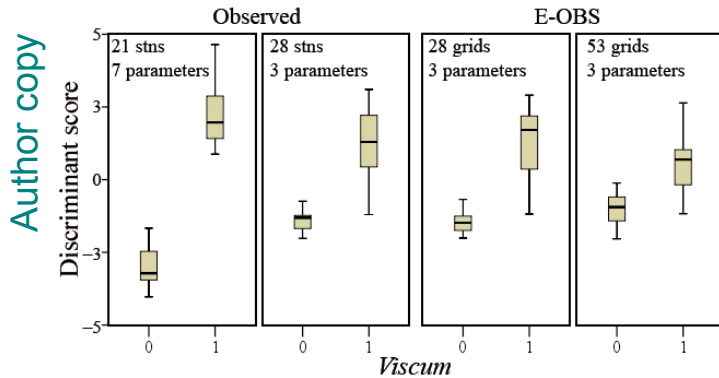 Observed
E-OBS
Author copy
Discriminant score
5
3
0
–3
–5
21 stns
7 parameters
28 stns
3 parameters
28 grids
3 parameters
53 grids
3 parameters
0 1 0 1 0 1 0 1
Viscum